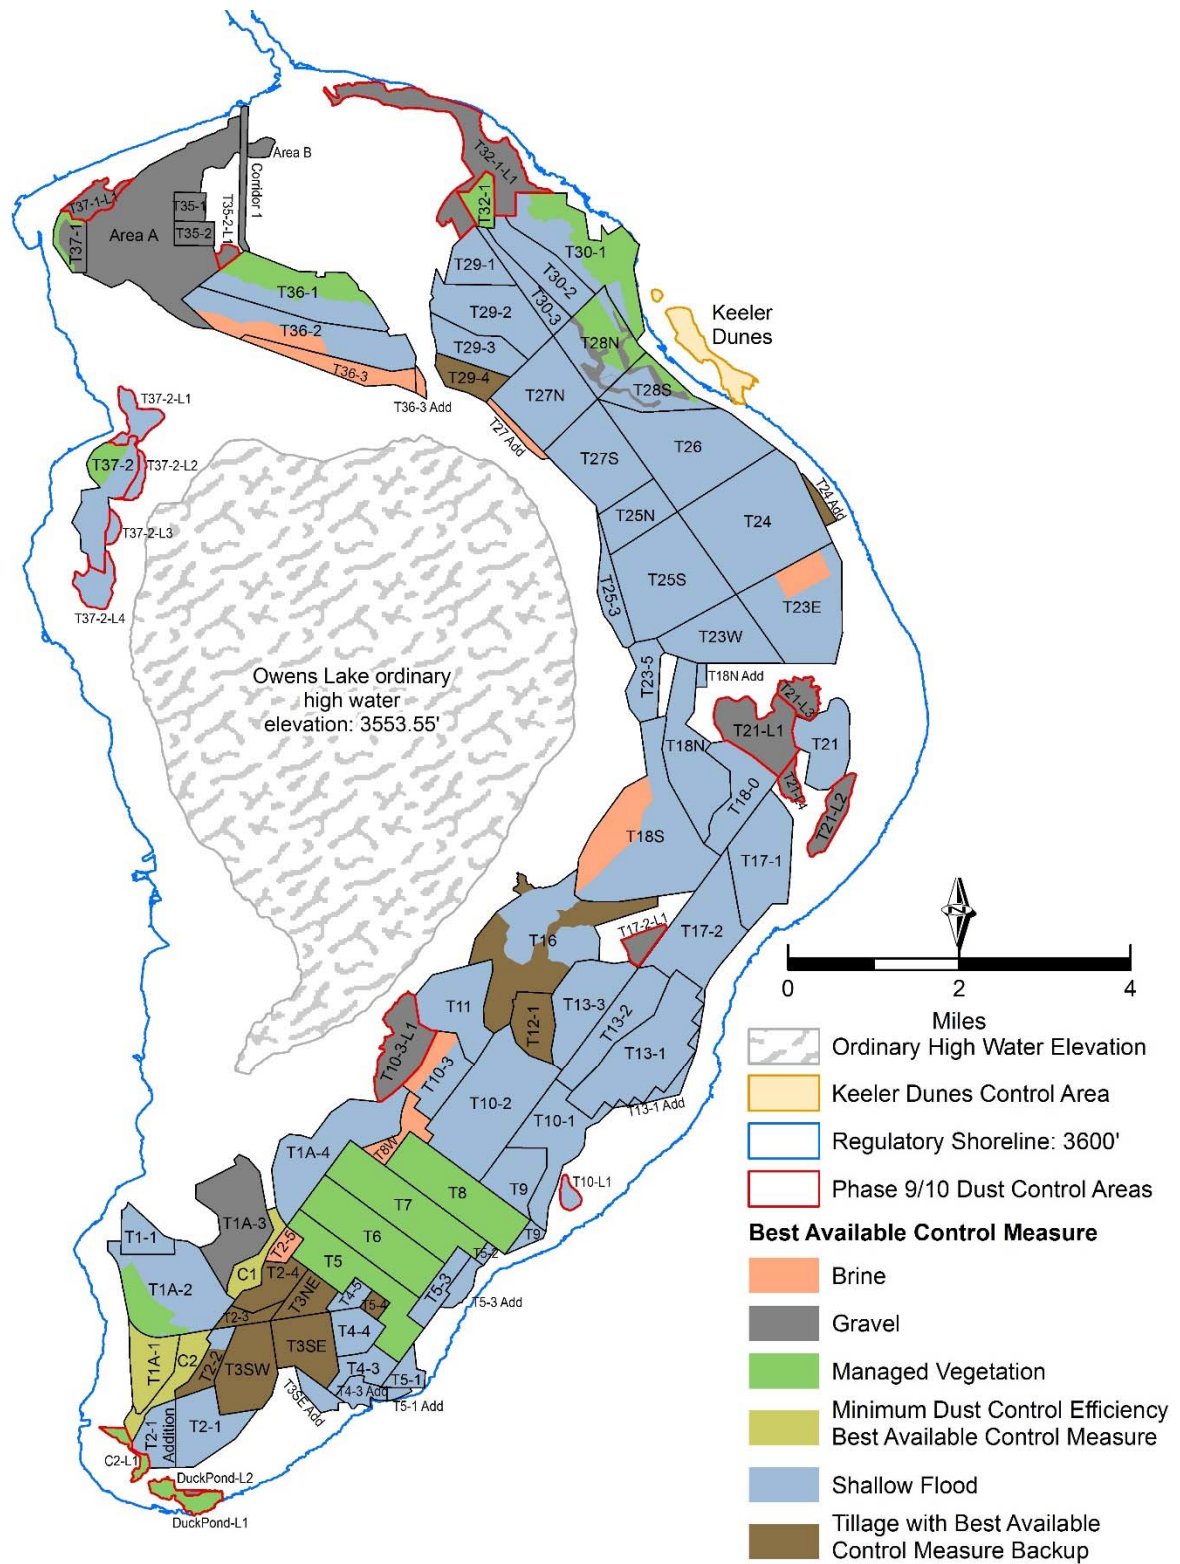 Area B
T32-1-L1
Corridor 1
T37-1-L1
T35-1
T32-1
T35-2
T35-2-L1
Area A
T37-1
T30-1
T29-1
T30-2
T36-1
T30-3
Keeler
Dunes
T29-2
T36-2
T28N
T29-3
T36-3
T29-4
T28S
T27N
T37-2-L1
T36-3 Add
T27 Add
T26
T37-2
T37-2-L2
T27S
T24 Add
T25N
T24
T37-2-L3
T25S
T25-3
T23E
T37-2-L4
T23W
Owens Lake ordinary
high water
elevation: 3553.55'
T23-5
T18N Add
T21-L3
T21-L1
T21
T18N
T21-L4
T18-0
T21-L2
T18S
T17-1
T17-2-L1
T17-2
T16
N
0
2
4
Miles
T11
T13-3
T12-1
T13-2
T10-3-L1
T13-1
T10-3
T10-2
T13-1 Add
T10-1
T1A-4
T8W
T8
T9
T10-L1
T7
T1A-3
T6
T9
T1-1
T2-5
T5
T5-2
C1
T2-4
T5-3
T1A-2
T3NE
T4-5
T5-4
T5-3 Add
T2-3
T4-4
T3SE
T1A-1
C2
T2-2
T3SW
T4-3
T5-1
T4-3 Add
T3SE Add
T5-1 Add
T2-1
Addition
T2-1
C2-L1
DuckPond-L2
DuckPond-L1
Ordinary High Water Elevation
Keeler Dunes Control Area
Regulatory Shoreline: 3600'
Phase 9/10 Dust Control Areas
Best Available Control Measure
Brine
Gravel
Managed Vegetation
Minimum Dust Control Efficiency
Best Available Control Measure
Shallow Flood
Tillage with Best Available
Control Measure Backup